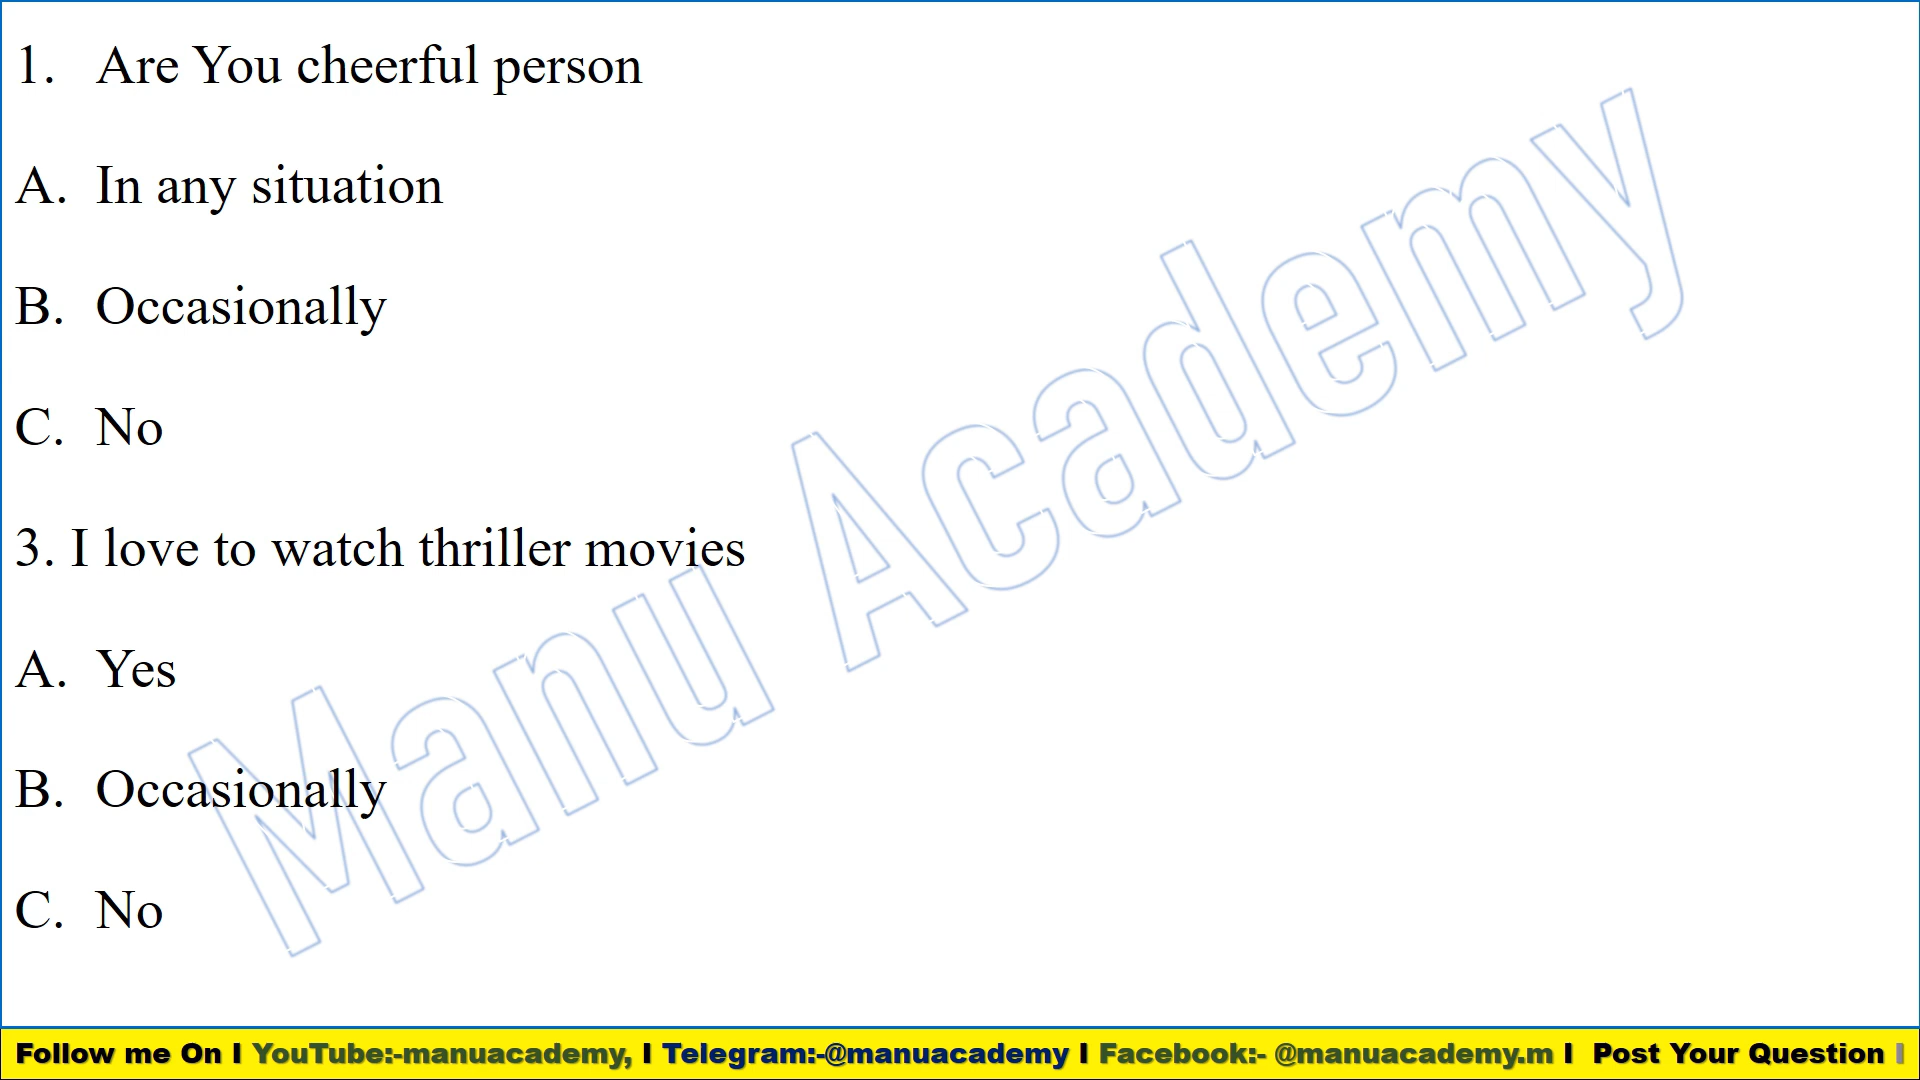 1. Are You cheerful person
A. In any situation
B. Occasionally
C. No
3. I love to watch thriller movies
A. Yes
B. Occasionally
C. No
Manu Academy
Follow me On I YouTube:-manuacademy, I Telegram:-@manuacademy I Facebook:- @manuacademy.m I Post Your Question I